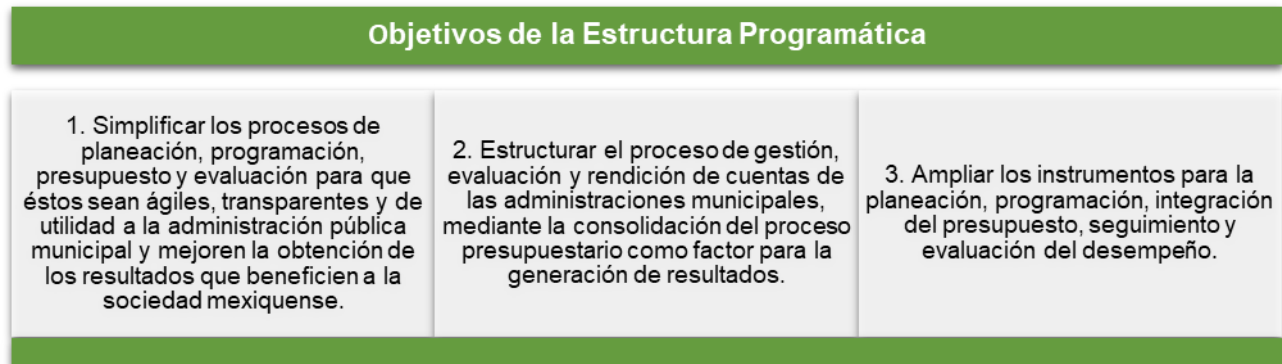 Objetivos de la Estructura Programática
1. Simplificar los procesos de
planeación, programación,
presupuesto y evaluación para que
éstos sean ágiles, transparentes y de
utilidad a la administración pública
municipal y mejoren la obtención de
los resultados que beneficien a la
sociedad mexiquense.
2. Estructurar el proceso de gestión,
evaluación y rendición de cuentas de
las administraciones municipales,
mediante la consolidación del proceso
presupuestario como factor para la
generación de resultados.
3. Ampliar los instrumentos para la
planeación, programación, integración
del presupuesto, seguimiento y
evaluación del desempeño.